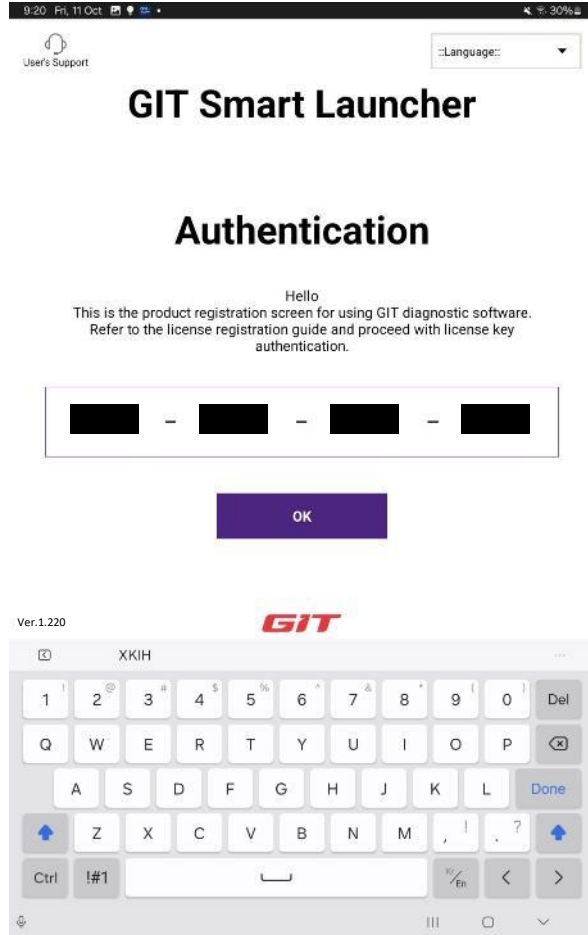 9:20 Fri, 11 Oct 30%
User's Support
::Language::
GIT Smart Launcher
Authentication
Hello
This is the product registration screen for using GIT diagnostic software.
Refer to the license registration guide and proceed with license key
authentication.
- - -
OK
Ver.1.220
GIT
XKIH
...
1 ! 2 @ 3 # 4 $ 5 % 6 ^ 7 & 8 * 9 ( 0 ) Del
Q W E R T Y U I O P
A S D F G H J K L Done
Z X C V B N M , ! . ?
Ctrl !#1 En < >